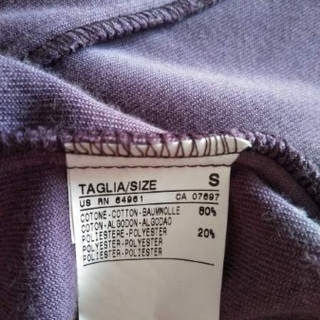 TAGLIA/SIZE S
US RN 64961 CA 07697
COTONE-COTTON-BAUMWOLLE 80%
COTON-ALGODON-ALGODAO
POLIESTERE-POLYESTER 20%
POLYESTER-POLYESTER
POLIESTER-POLIESTER